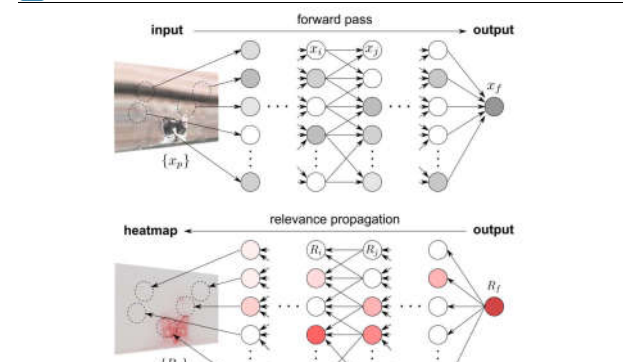 forward pass
input output
x_i x_j
x_f
{x_p}
relevance propagation
heatmap output
R_i R_j
R_f